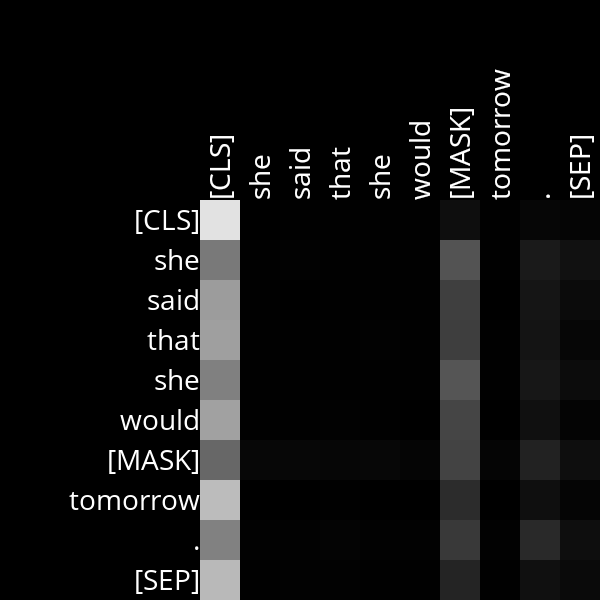 [CLS] she said that she would [MASK] tomorrow . [SEP]
[CLS]
she
said
that
she
would
[MASK]
tomorrow
.
[SEP]